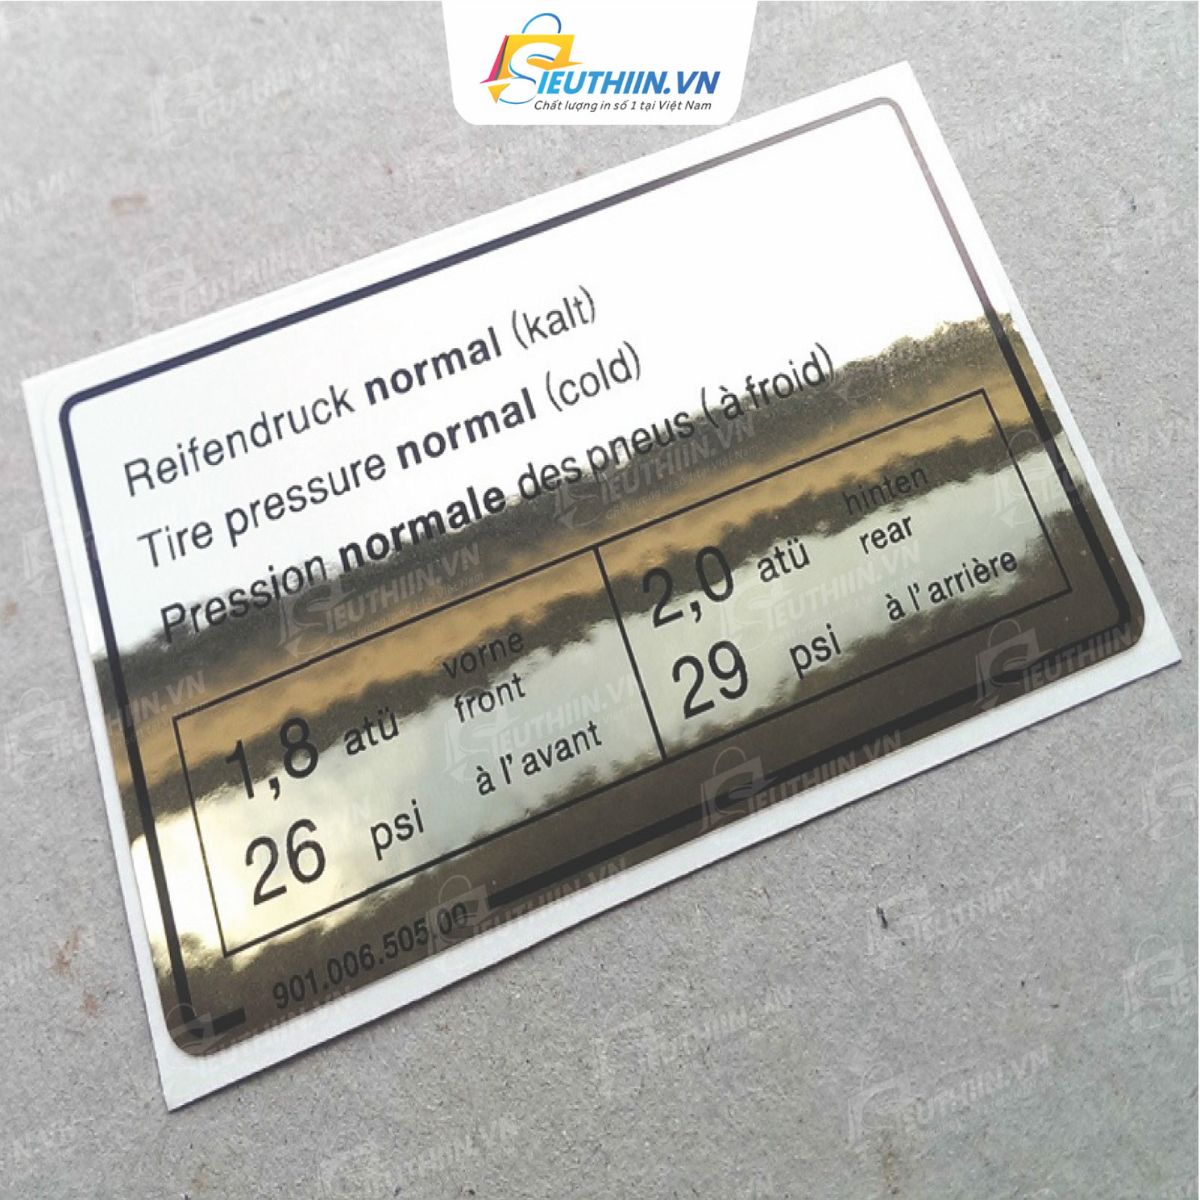 SIEUTHIIN.VN
Chất lượng in số 1 tại Việt Nam
Reifendruck normal (kalt)
Tire pressure normal (cold)
Pression normale des pneus (à froid)
1,8 atü vorne
front
26 psi à l'avant
2,0 atü hinten
rear
29 psi à l'arrière
901.006.505.00